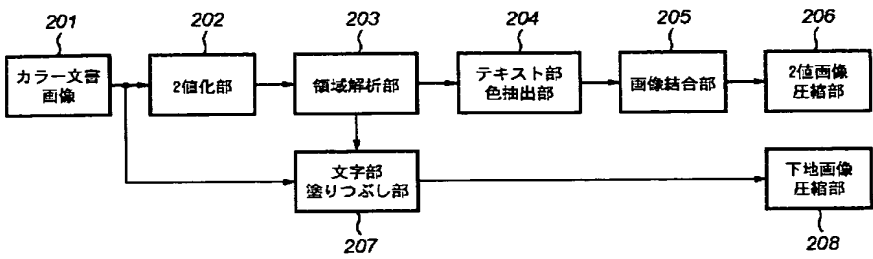 201
202
203
204
205
206
カラー文書
画像
2値化部
領域解析部
テキスト部
色抽出部
画像結合部
2値画像
圧縮部
文字部
塗りつぶし部
下地画像
圧縮部
207
208